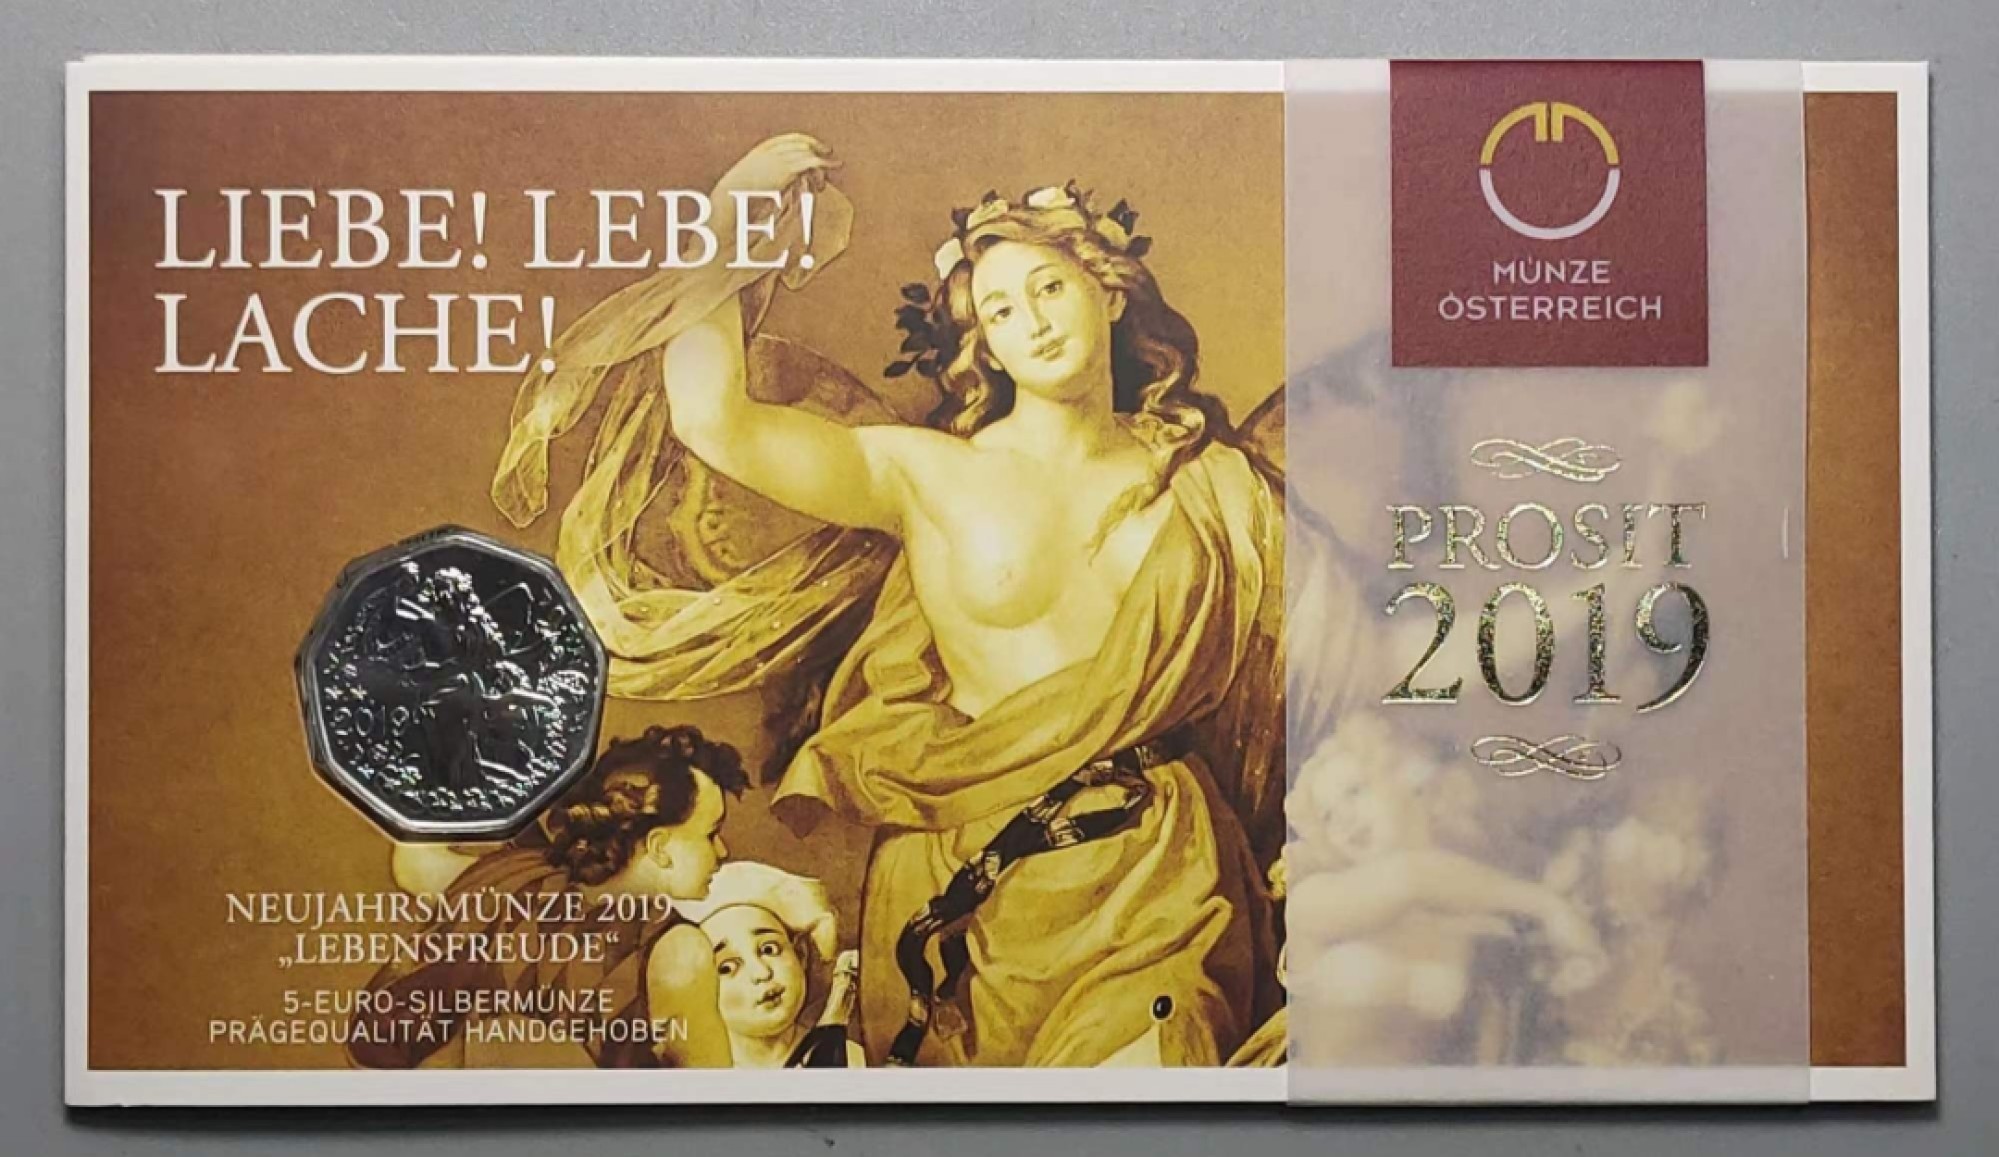 LIEBE! LEBE!
LACHE!
MÜNZE
ÖSTERREICH
PROSIT
2019
2019
NEUJAHRSMÜNZE 2019
„LEBENSFREUDE“
5-EURO-SILBERMÜNZE
PRÄGEQUALITÄT HANDGEHOBEN